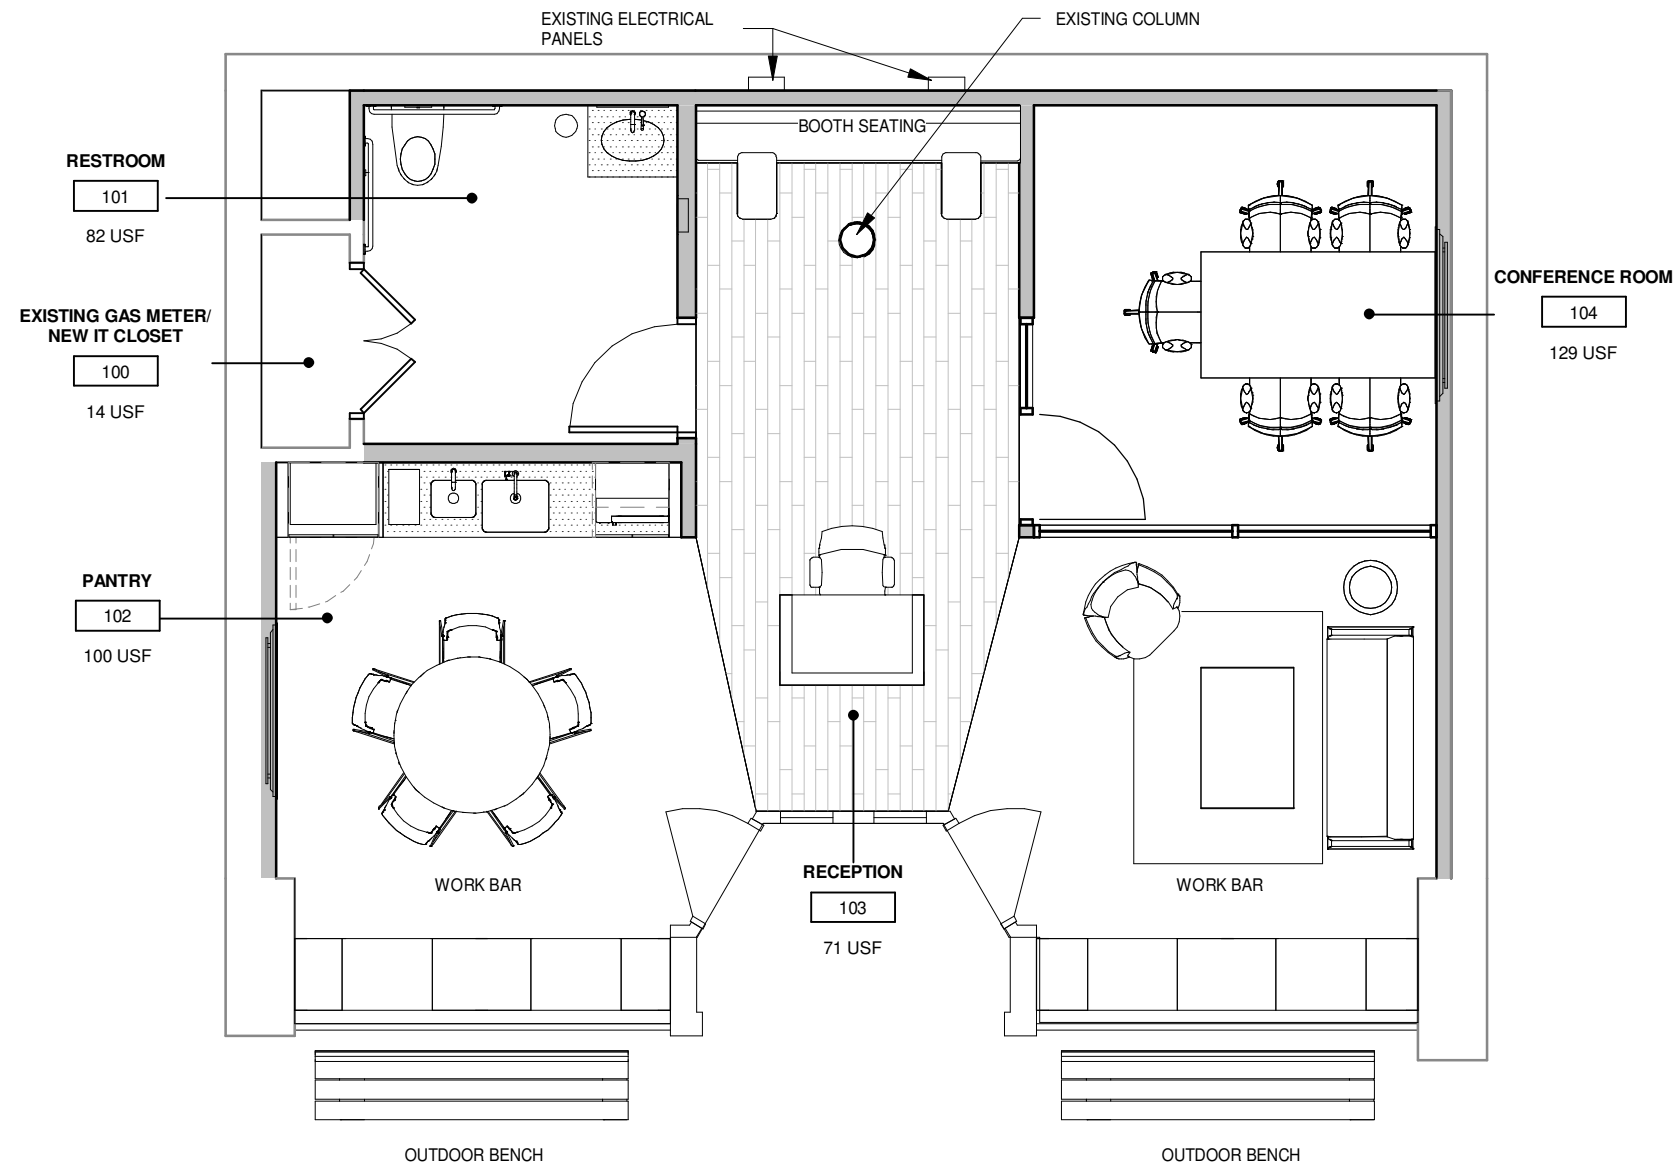 EXISTING ELECTRICAL
PANELS
EXISTING COLUMN
BOOTH SEATING
RESTROOM
101
82 USF
EXISTING GAS METER/
NEW IT CLOSET
100
14 USF
CONFERENCE ROOM
104
129 USF
PANTRY
102
100 USF
WORK BAR
RECEPTION
103
71 USF
WORK BAR
OUTDOOR BENCH
OUTDOOR BENCH